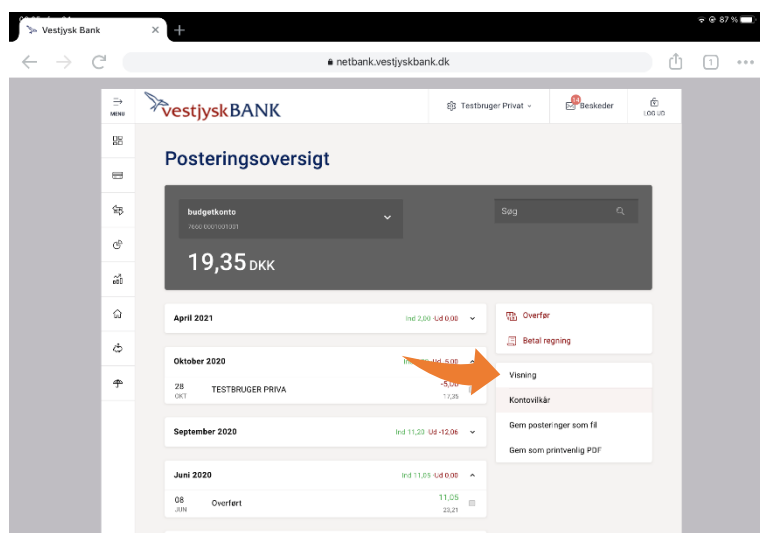 87 %
Vestjysk Bank
netbank.vestjyskbank.dk
1
MENU
vestjyskBANK
Testbruger Privat
14
Beskeder
LOG UD
Posteringsoversigt
budgetkonto
Søg
19,35 DKK
April 2021
Ind 2,00 Ud 0,00
Overfør
Betal regning
Oktober 2020
Ud -5,00
Visning
28 OKT
TESTBRUGER PRIVA
-5,00
17,35
Kontovilkår
Gem posteringer som fil
September 2020
Ind 11,23 Ud -12,06
Gem som printvenlig PDF
Juni 2020
Ind 11,05 Ud 0,00
08 JUN
Overført
11,05
23,21